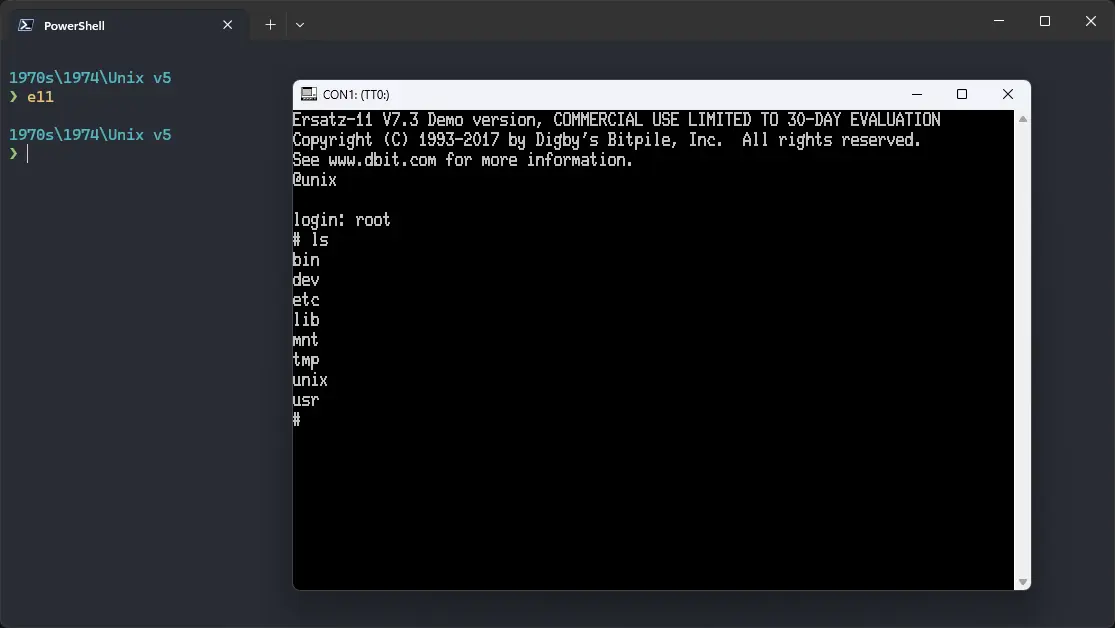 PowerShell
1970s\1974\Unix v5
❯ e11
1970s\1974\Unix v5
❯
CON1: (TT0:)
Ersatz-11 V7.3 Demo version, COMMERCIAL USE LIMITED TO 30-DAY EVALUATION
Copyright (C) 1993-2017 by Digby's Bitpile, Inc.  All rights reserved.
See www.dbit.com for more information.
@unix
login: root
# ls
bin
dev
etc
lib
mnt
tmp
unix
usr
#